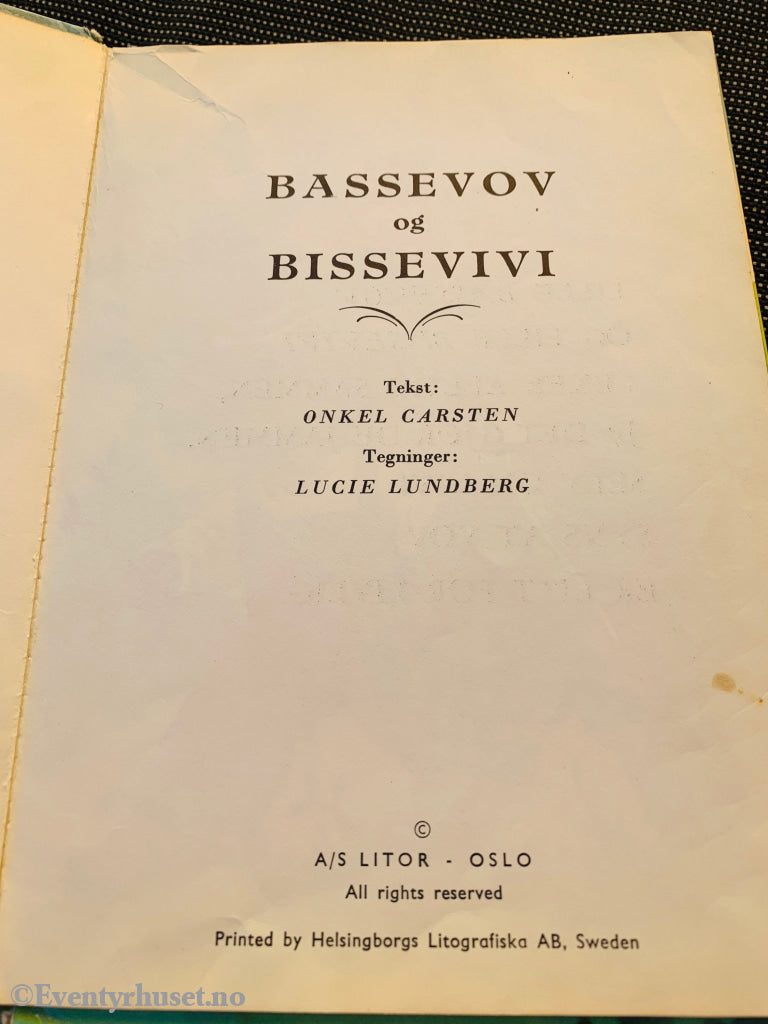 BASSEVOV
og
BISSEVIVI
Tekst:
ONKEL CARSTEN
Tegninger:
LUCIE LUNDBERG
©
A/S LITOR - OSLO
All rights reserved
Printed by Helsingborgs Litografiska AB, Sweden
©Eventyrhuset.no